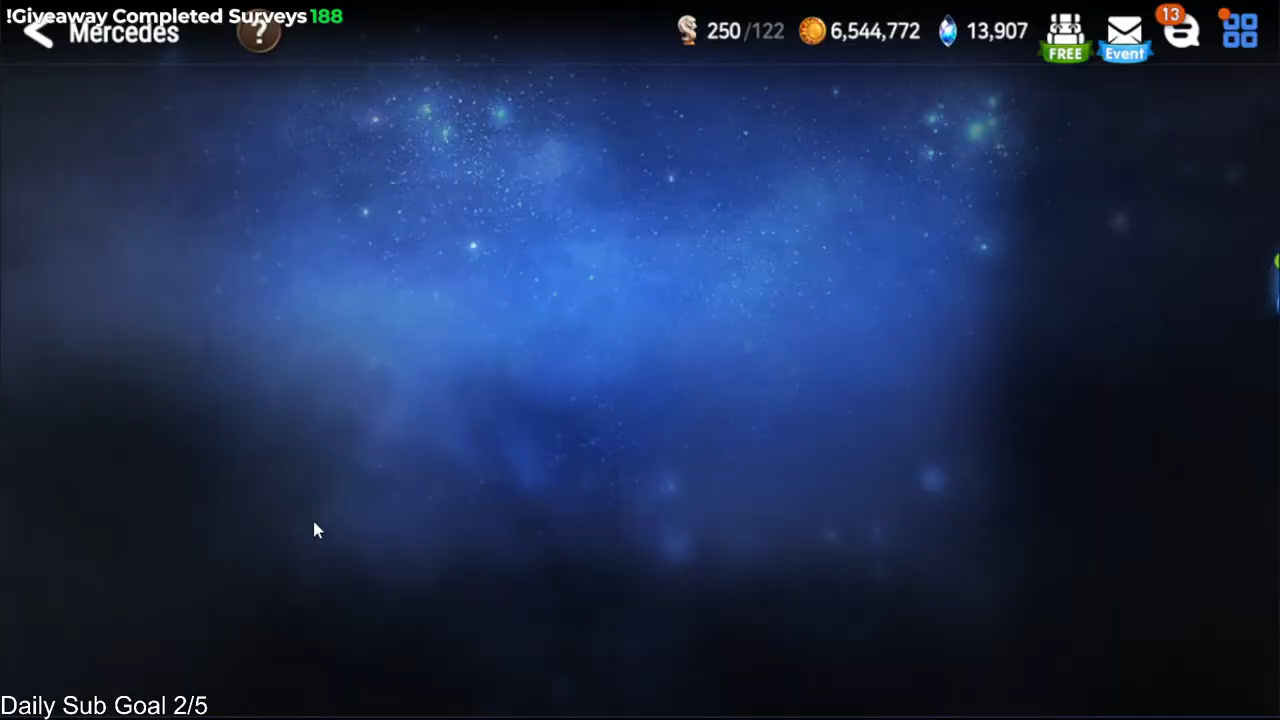 !Giveaway Completed Surveys 188
Mercedes
?
250/122
6,544,772
13,907
FREE
Event
13
Daily Sub Goal 2/5